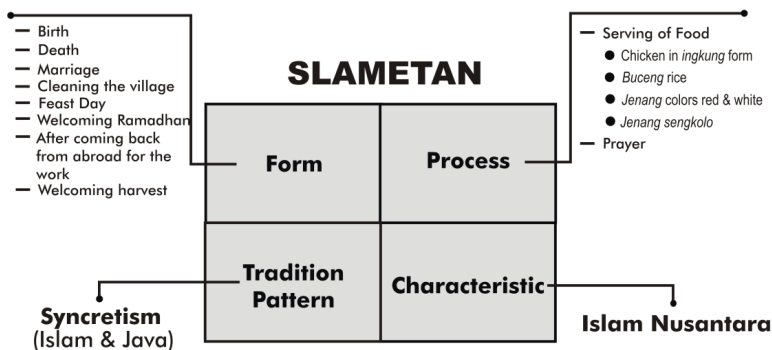 SLAMETAN
— Birth
— Death
— Marriage
— Cleaning the village
— Feast Day
— Welcoming Ramadhan
— After coming back
from abroad for the
work
— Welcoming harvest
Form
Process
— Serving of Food
● Chicken in ingkung form
● Buceng rice
● Jenang colors red & white
● Jenang sengkolo
— Prayer
Tradition
Pattern
Characteristic
Syncretism
(Islam & Java)
Islam Nusantara